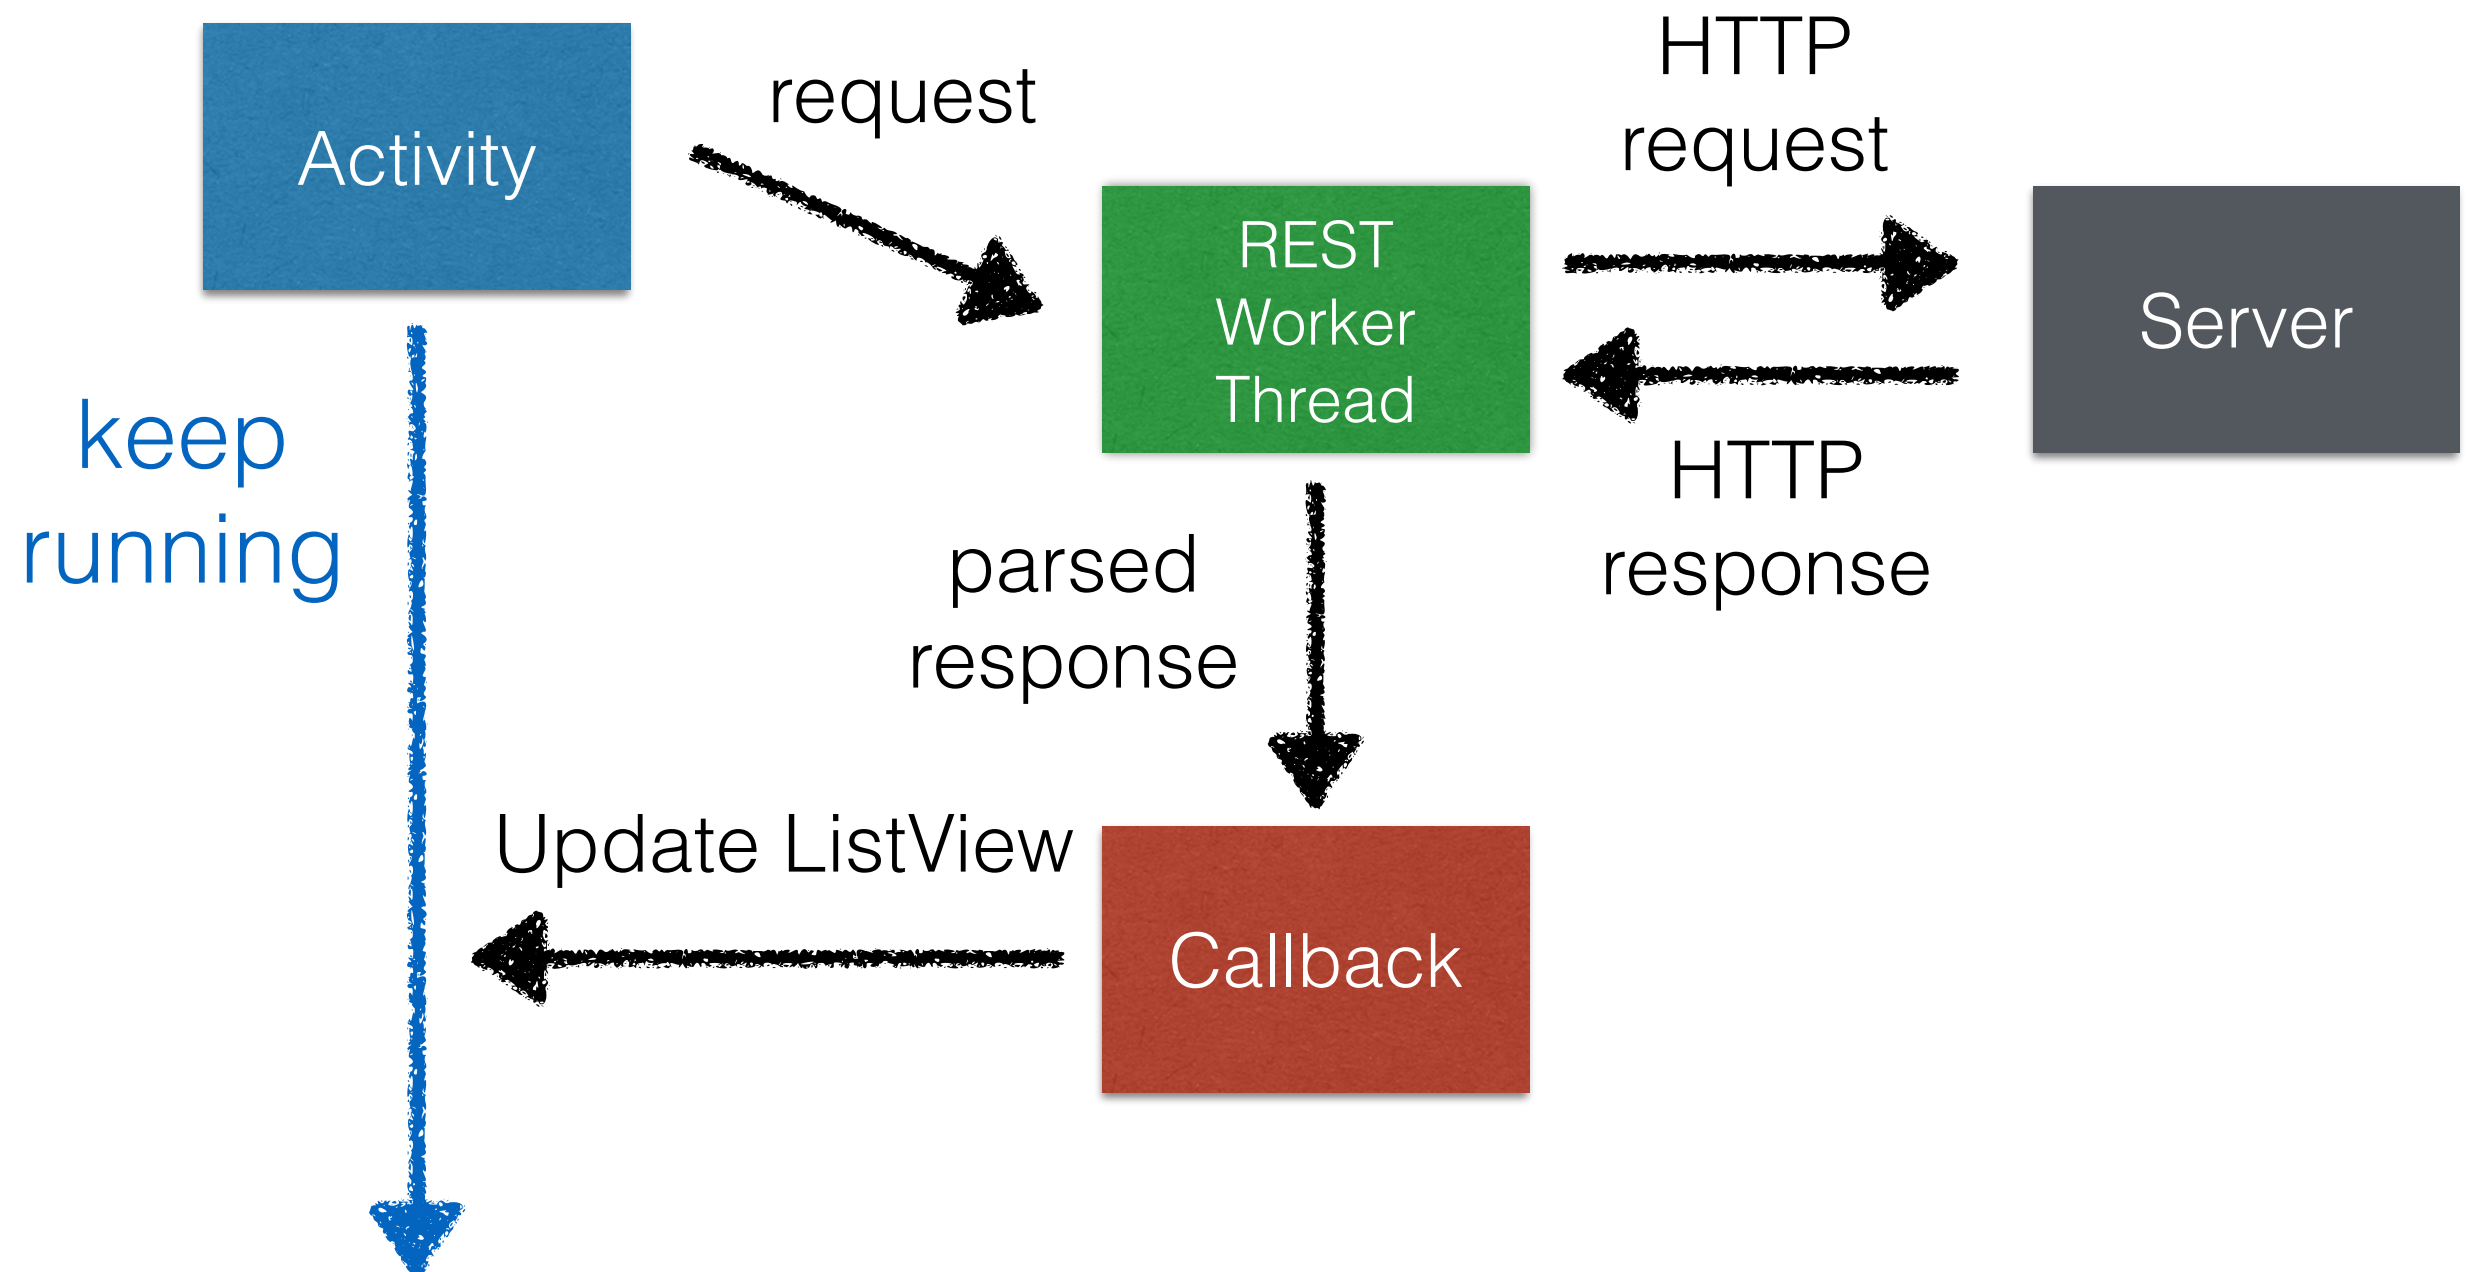 Activity
request
HTTP
request
REST
Worker
Thread
Server
keep
running
HTTP
response
parsed
response
Update ListView
Callback